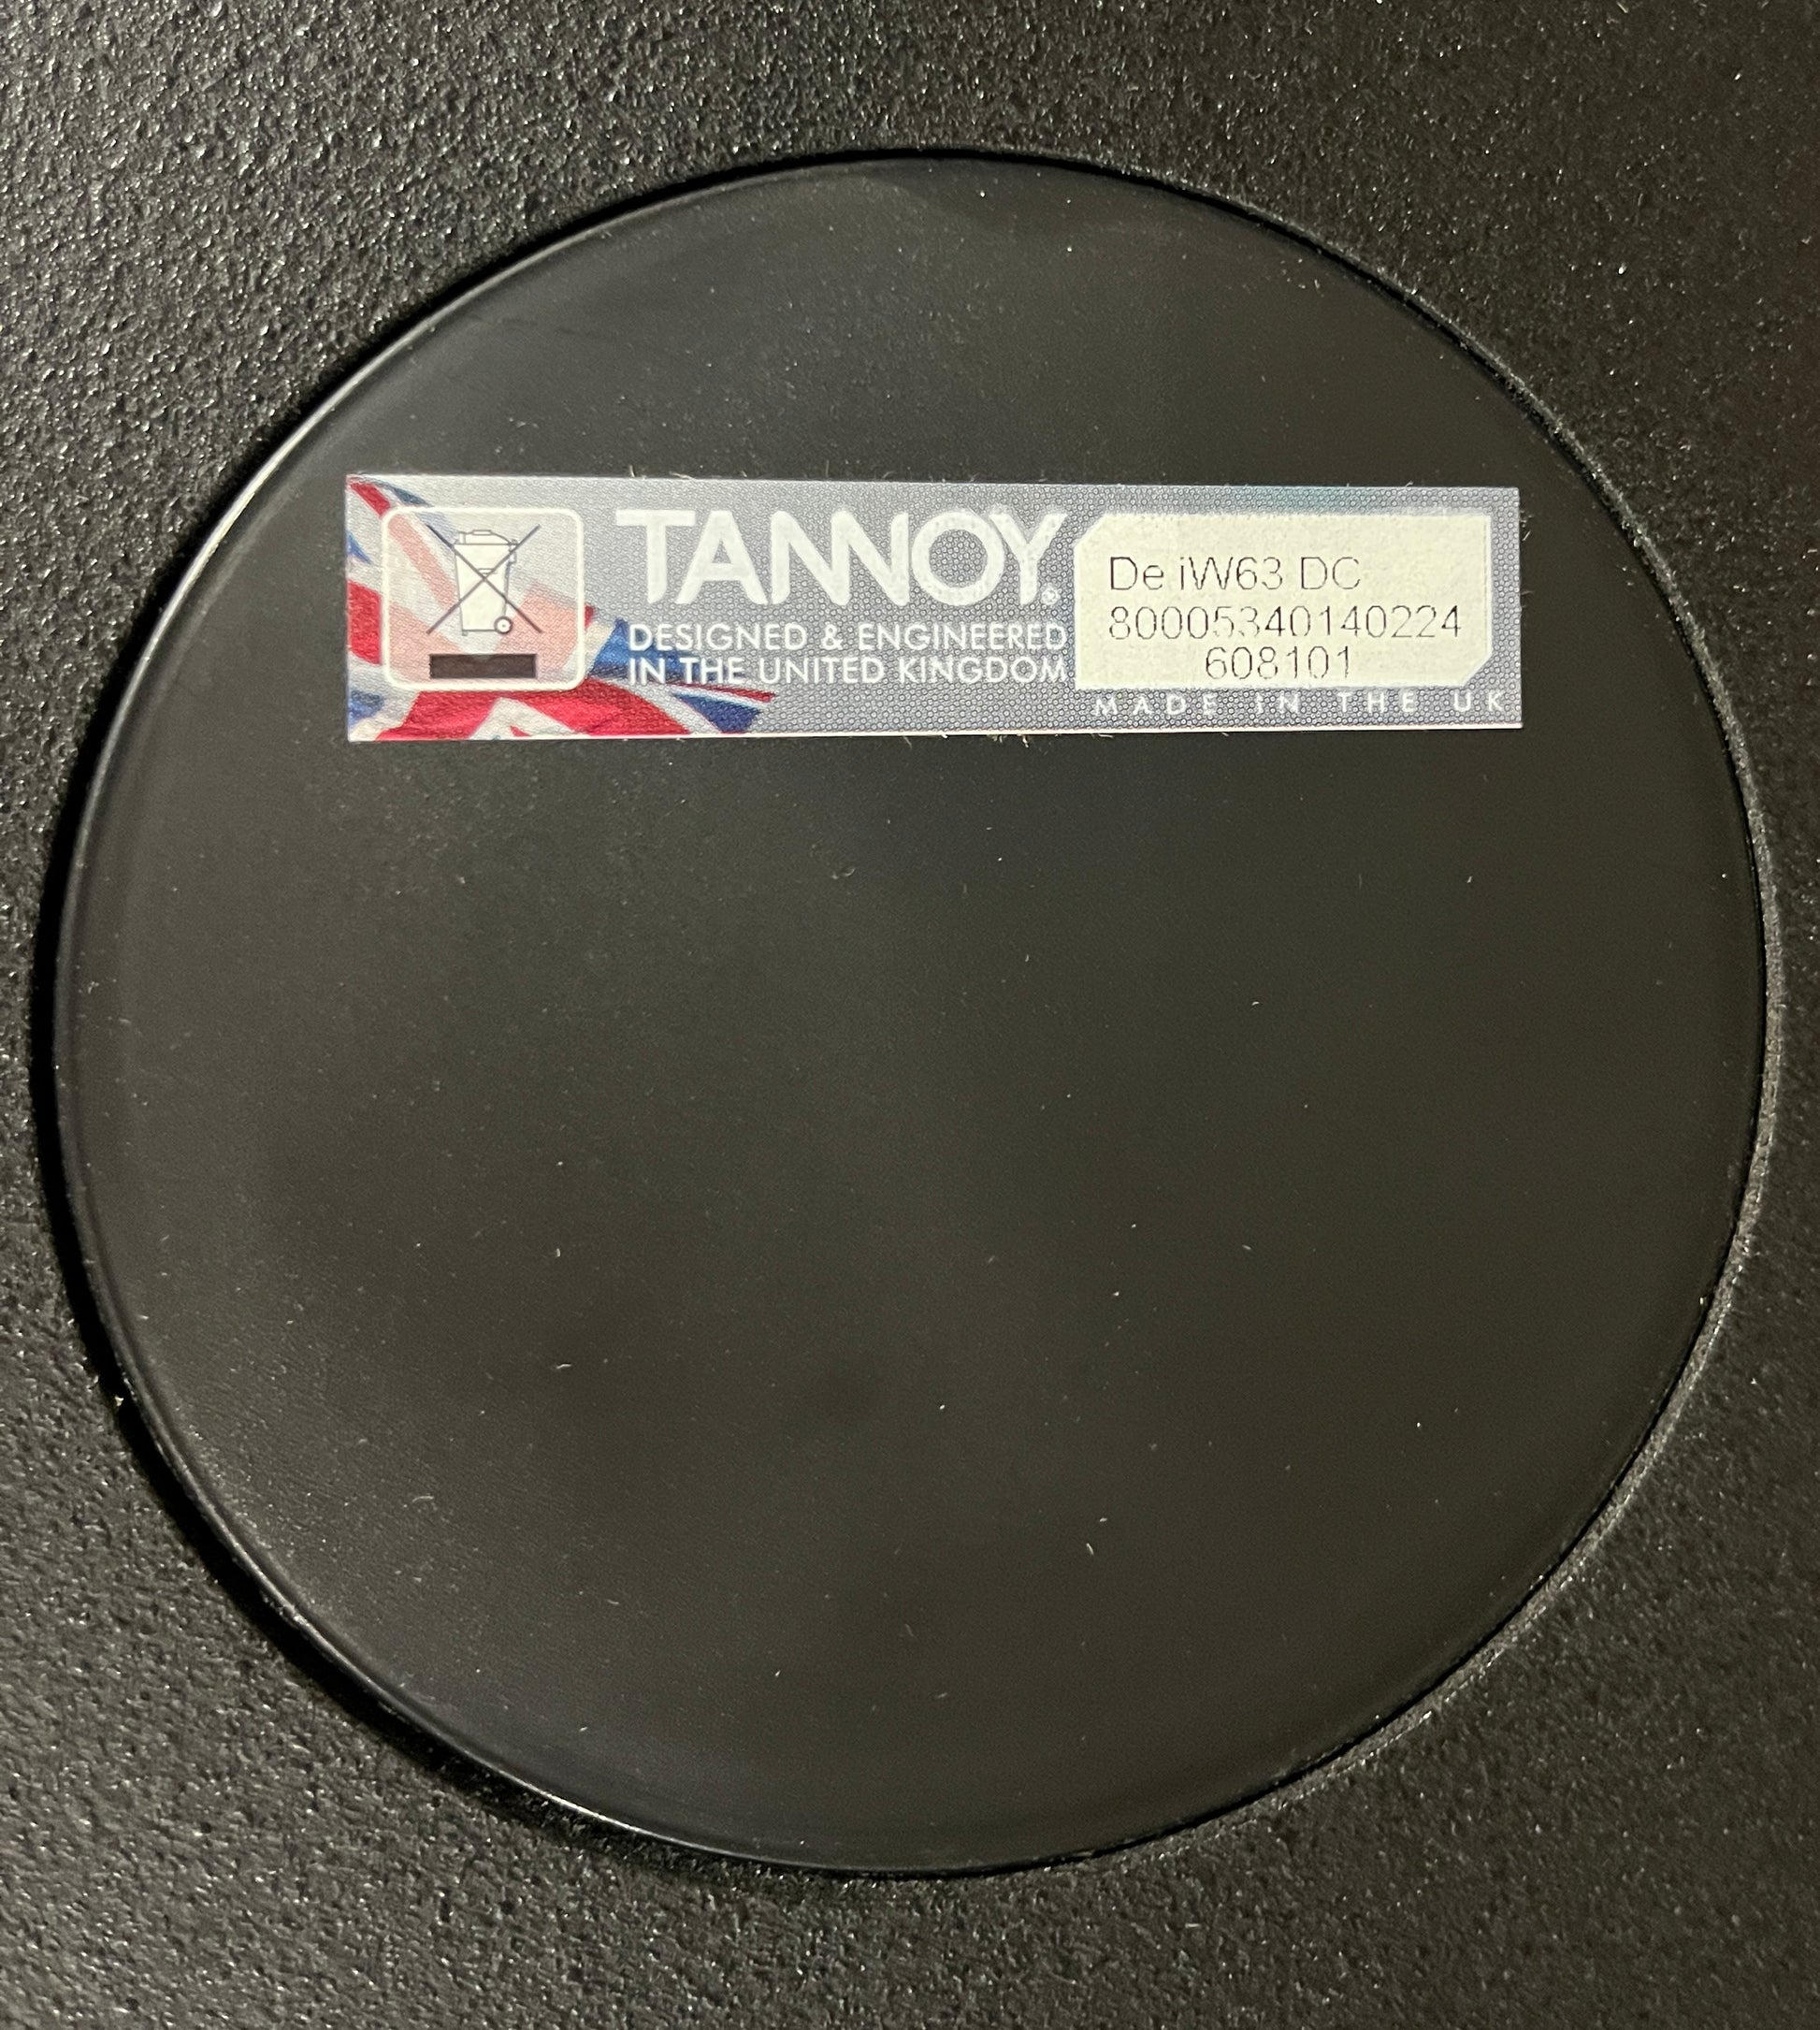 TANNOY®
DESIGNED & ENGINEERED
IN THE UNITED KINGDOM
De iW63 DC
80005340140224
608101
MADE IN THE UK